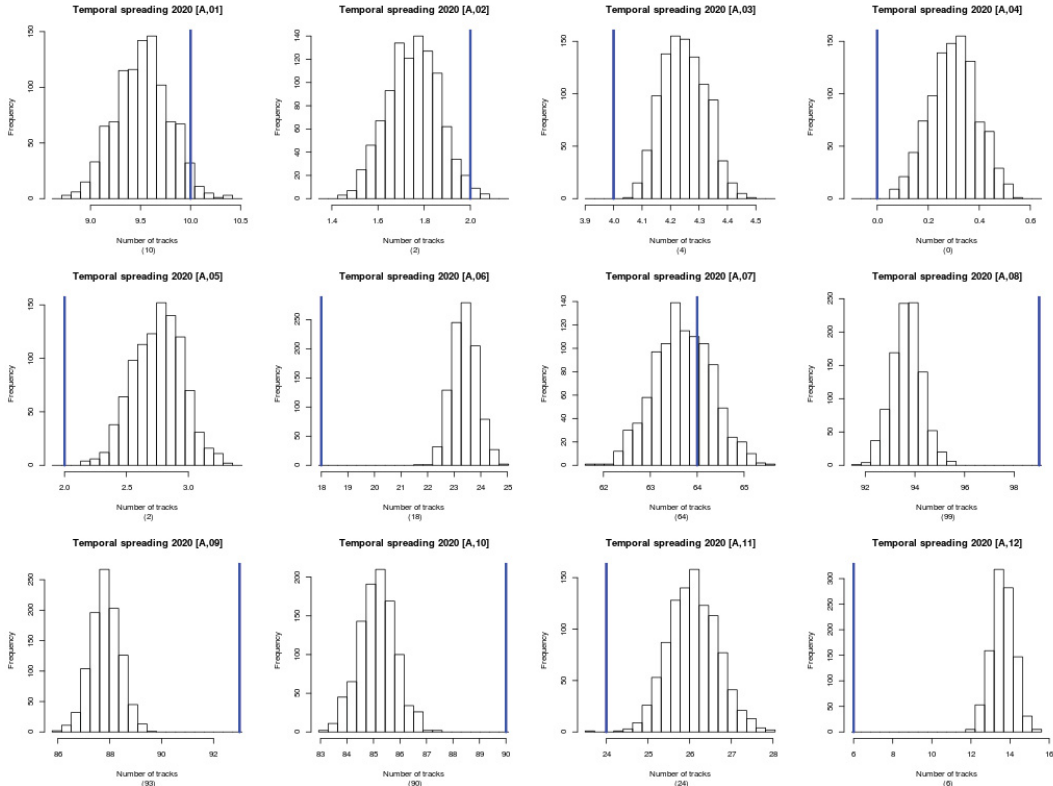 Temporal spreading 2020 [A,01]
Frequency
0 50 100 150
9.0 9.5 10.0 10.5
Number of tracks
(10)
Temporal spreading 2020 [A,02]
Frequency
0 20 40 60 80 100 120 140
1.4 1.6 1.8 2.0
Number of tracks
(2)
Temporal spreading 2020 [A,03]
Frequency
0 50 100 150
3.9 4.0 4.1 4.2 4.3 4.4 4.5
Number of tracks
(4)
Temporal spreading 2020 [A,04]
Frequency
0 50 100 150
0.0 0.2 0.4 0.6
Number of tracks
(0)
Temporal spreading 2020 [A,05]
Frequency
0 50 100 150
2.0 2.5 3.0
Number of tracks
(2)
Temporal spreading 2020 [A,06]
Frequency
0 50 100 150 200 250
18 19 20 21 22 23 24 25
Number of tracks
(18)
Temporal spreading 2020 [A,07]
Frequency
0 20 40 60 80 100 120 140
62 63 64 65
Number of tracks
(64)
Temporal spreading 2020 [A,08]
Frequency
0 50 100 150 200 250
92 94 96 98
Number of tracks
(99)
Temporal spreading 2020 [A,09]
Frequency
0 50 100 150 200 250
86 88 90 92
Number of tracks
(93)
Temporal spreading 2020 [A,10]
Frequency
0 50 100 150 200
83 84 85 86 87 88 89 90
Number of tracks
(90)
Temporal spreading 2020 [A,11]
Frequency
0 50 100 150
24 25 26 27 28
Number of tracks
(24)
Temporal spreading 2020 [A,12]
Frequency
0 50 100 150 200 250 300
6 8 10 12 14 16
Number of tracks
(6)